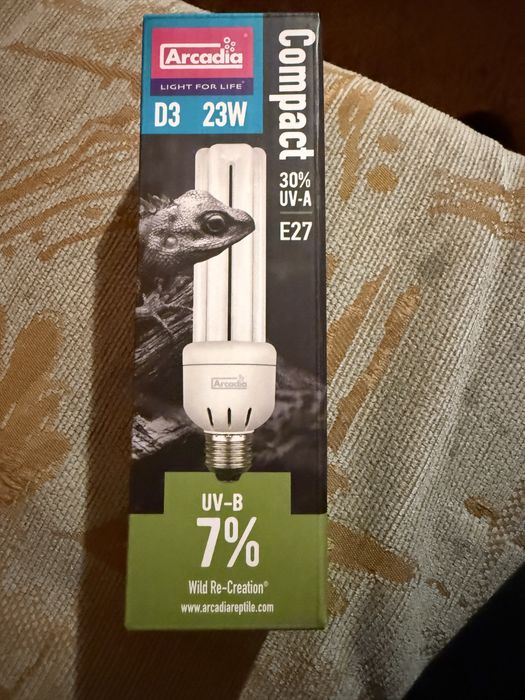 Arcadia
LIGHT FOR LIFE
D3 23W
Compact
30%
UV-A
E27
Arcadia
UV-B
7%
Wild Re-Creation®
www.arcadiareptile.com